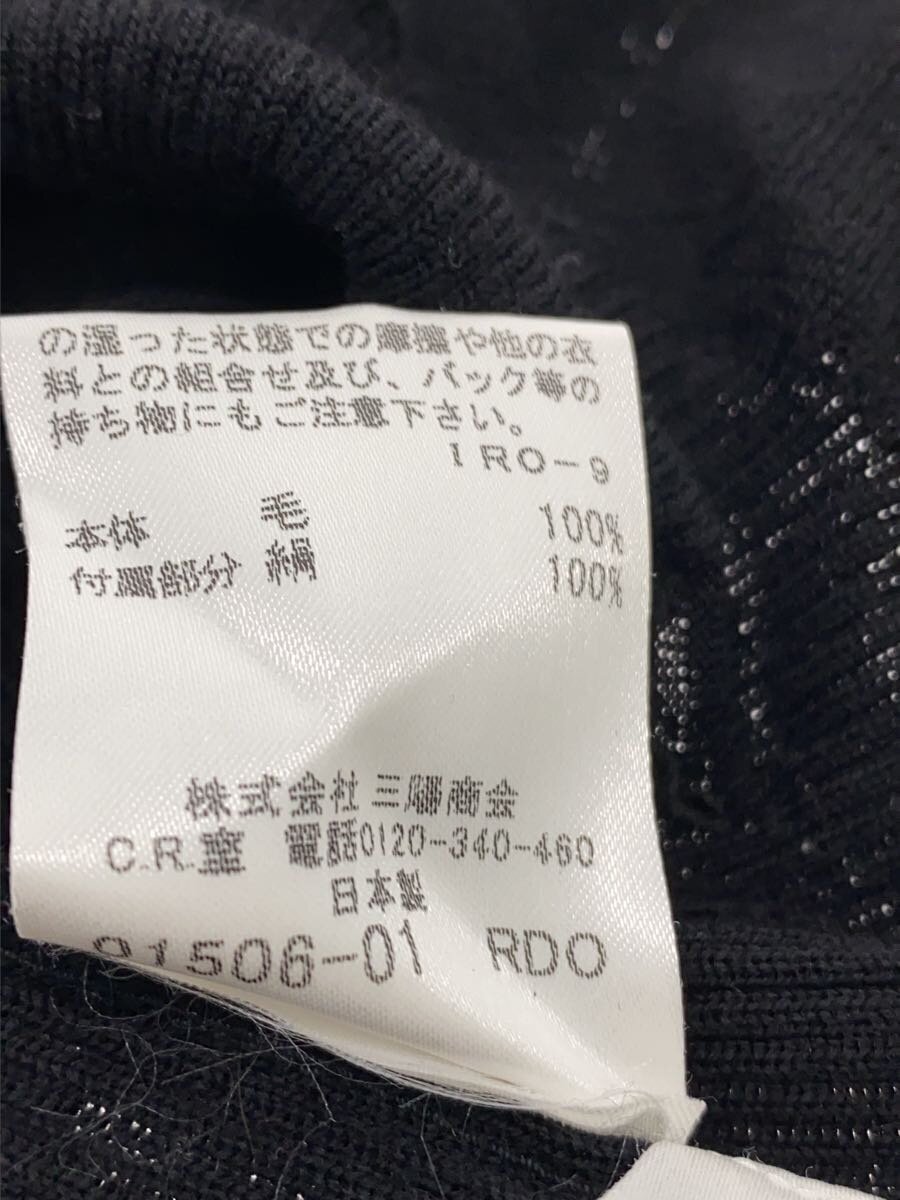 の湿った状態での摩擦や他の衣
料との組合せ及び、バック等の
持ち物にもご注意下さい。
IRO-9
本体 毛 100%
付属部分 絹 100%
株式会社三陽商会
C.R.室 電話0120-340-460
日本製
91506-01 RDO